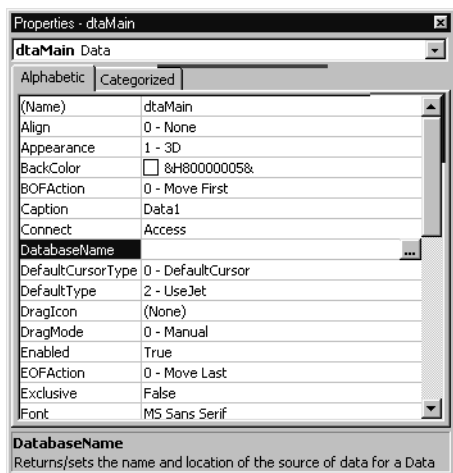 Properties - dtaMain
dtaMain Data
Alphabetic Categorized
(Name) dtaMain
Align 0 - None
Appearance 1 - 3D
BackColor &H80000005&
BOFAction 0 - Move First
Caption Data1
Connect Access
DatabaseName ...
DefaultCursorType 0 - DefaultCursor
DefaultType 2 - UseJet
DragIcon (None)
DragMode 0 - Manual
Enabled True
EOFAction 0 - Move Last
Exclusive False
Font MS Sans Serif
DatabaseName
Returns/sets the name and location of the source of data for a Data